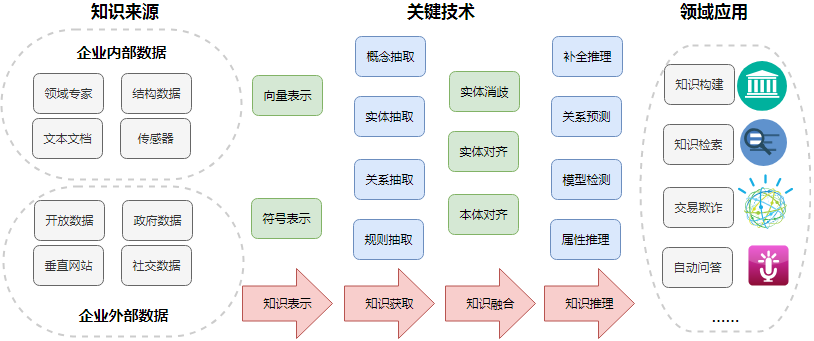 知识来源
关键技术
领域应用
企业内部数据
领域专家
结构数据
文本文档
传感器
开放数据
政府数据
垂直网站
社交数据
企业外部数据
向量表示
符号表示
知识表示
概念抽取
实体抽取
关系抽取
规则抽取
知识获取
实体消歧
实体对齐
本体对齐
知识融合
补全推理
关系预测
模型检测
属性推理
知识推理
知识构建
知识检索
交易欺诈
自动问答
......